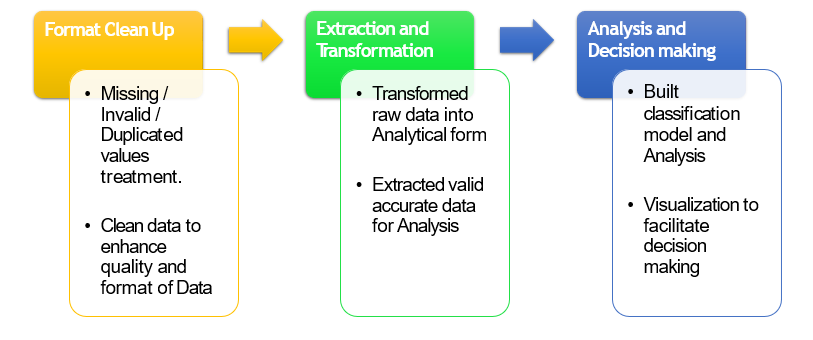 Format Clean Up
• Missing /
Invalid /
Duplicated
values
treatment.
• Clean data to
enhance
quality and
format of Data
Extraction and
Transformation
• Transformed
raw data into
Analytical form
• Extracted valid
accurate data
for Analysis
Analysis and
Decision making
• Built
classification
model and
Analysis
• Visualization to
facilitate
decision
making